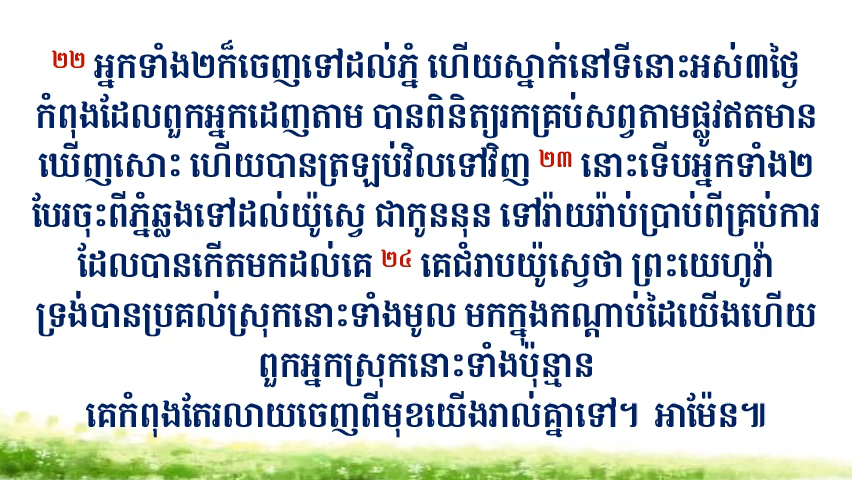 ២២ អ្នកទាំង២ក៏ចេញទៅដល់ភ្នំ ហើយស្នាក់នៅទីនោះអស់៣ថ្ងៃ
កំពុងដែលពួកអ្នកដេញតាម បានពិនិត្យរកគ្រប់សព្វតាមផ្លូវឥតមាន
ឃើញសោះ ហើយបានត្រឡប់វិលទៅវិញ ២៣ នោះទើបអ្នកទាំង២
បែរចុះពីភ្នំឆ្លងទៅដល់យ៉ូស្វេ ជាកូននុន ទៅរ៉ាយរ៉ាប់ប្រាប់ពីគ្រប់ការ
ដែលបានកើតមកដល់គេ ២៤ គេជំរាបយ៉ូស្វេថា ព្រះយេហូវ៉ា
ទ្រង់បានប្រគល់ស្រុកនោះទាំងមូល មកក្នុងកណ្តាប់ដៃយើងហើយ
ពួកអ្នកស្រុកនោះទាំងប៉ុន្មាន
គេកំពុងតែរលាយចេញពីមុខយើងរាល់គ្នាទៅ។ អាម៉ែន៕